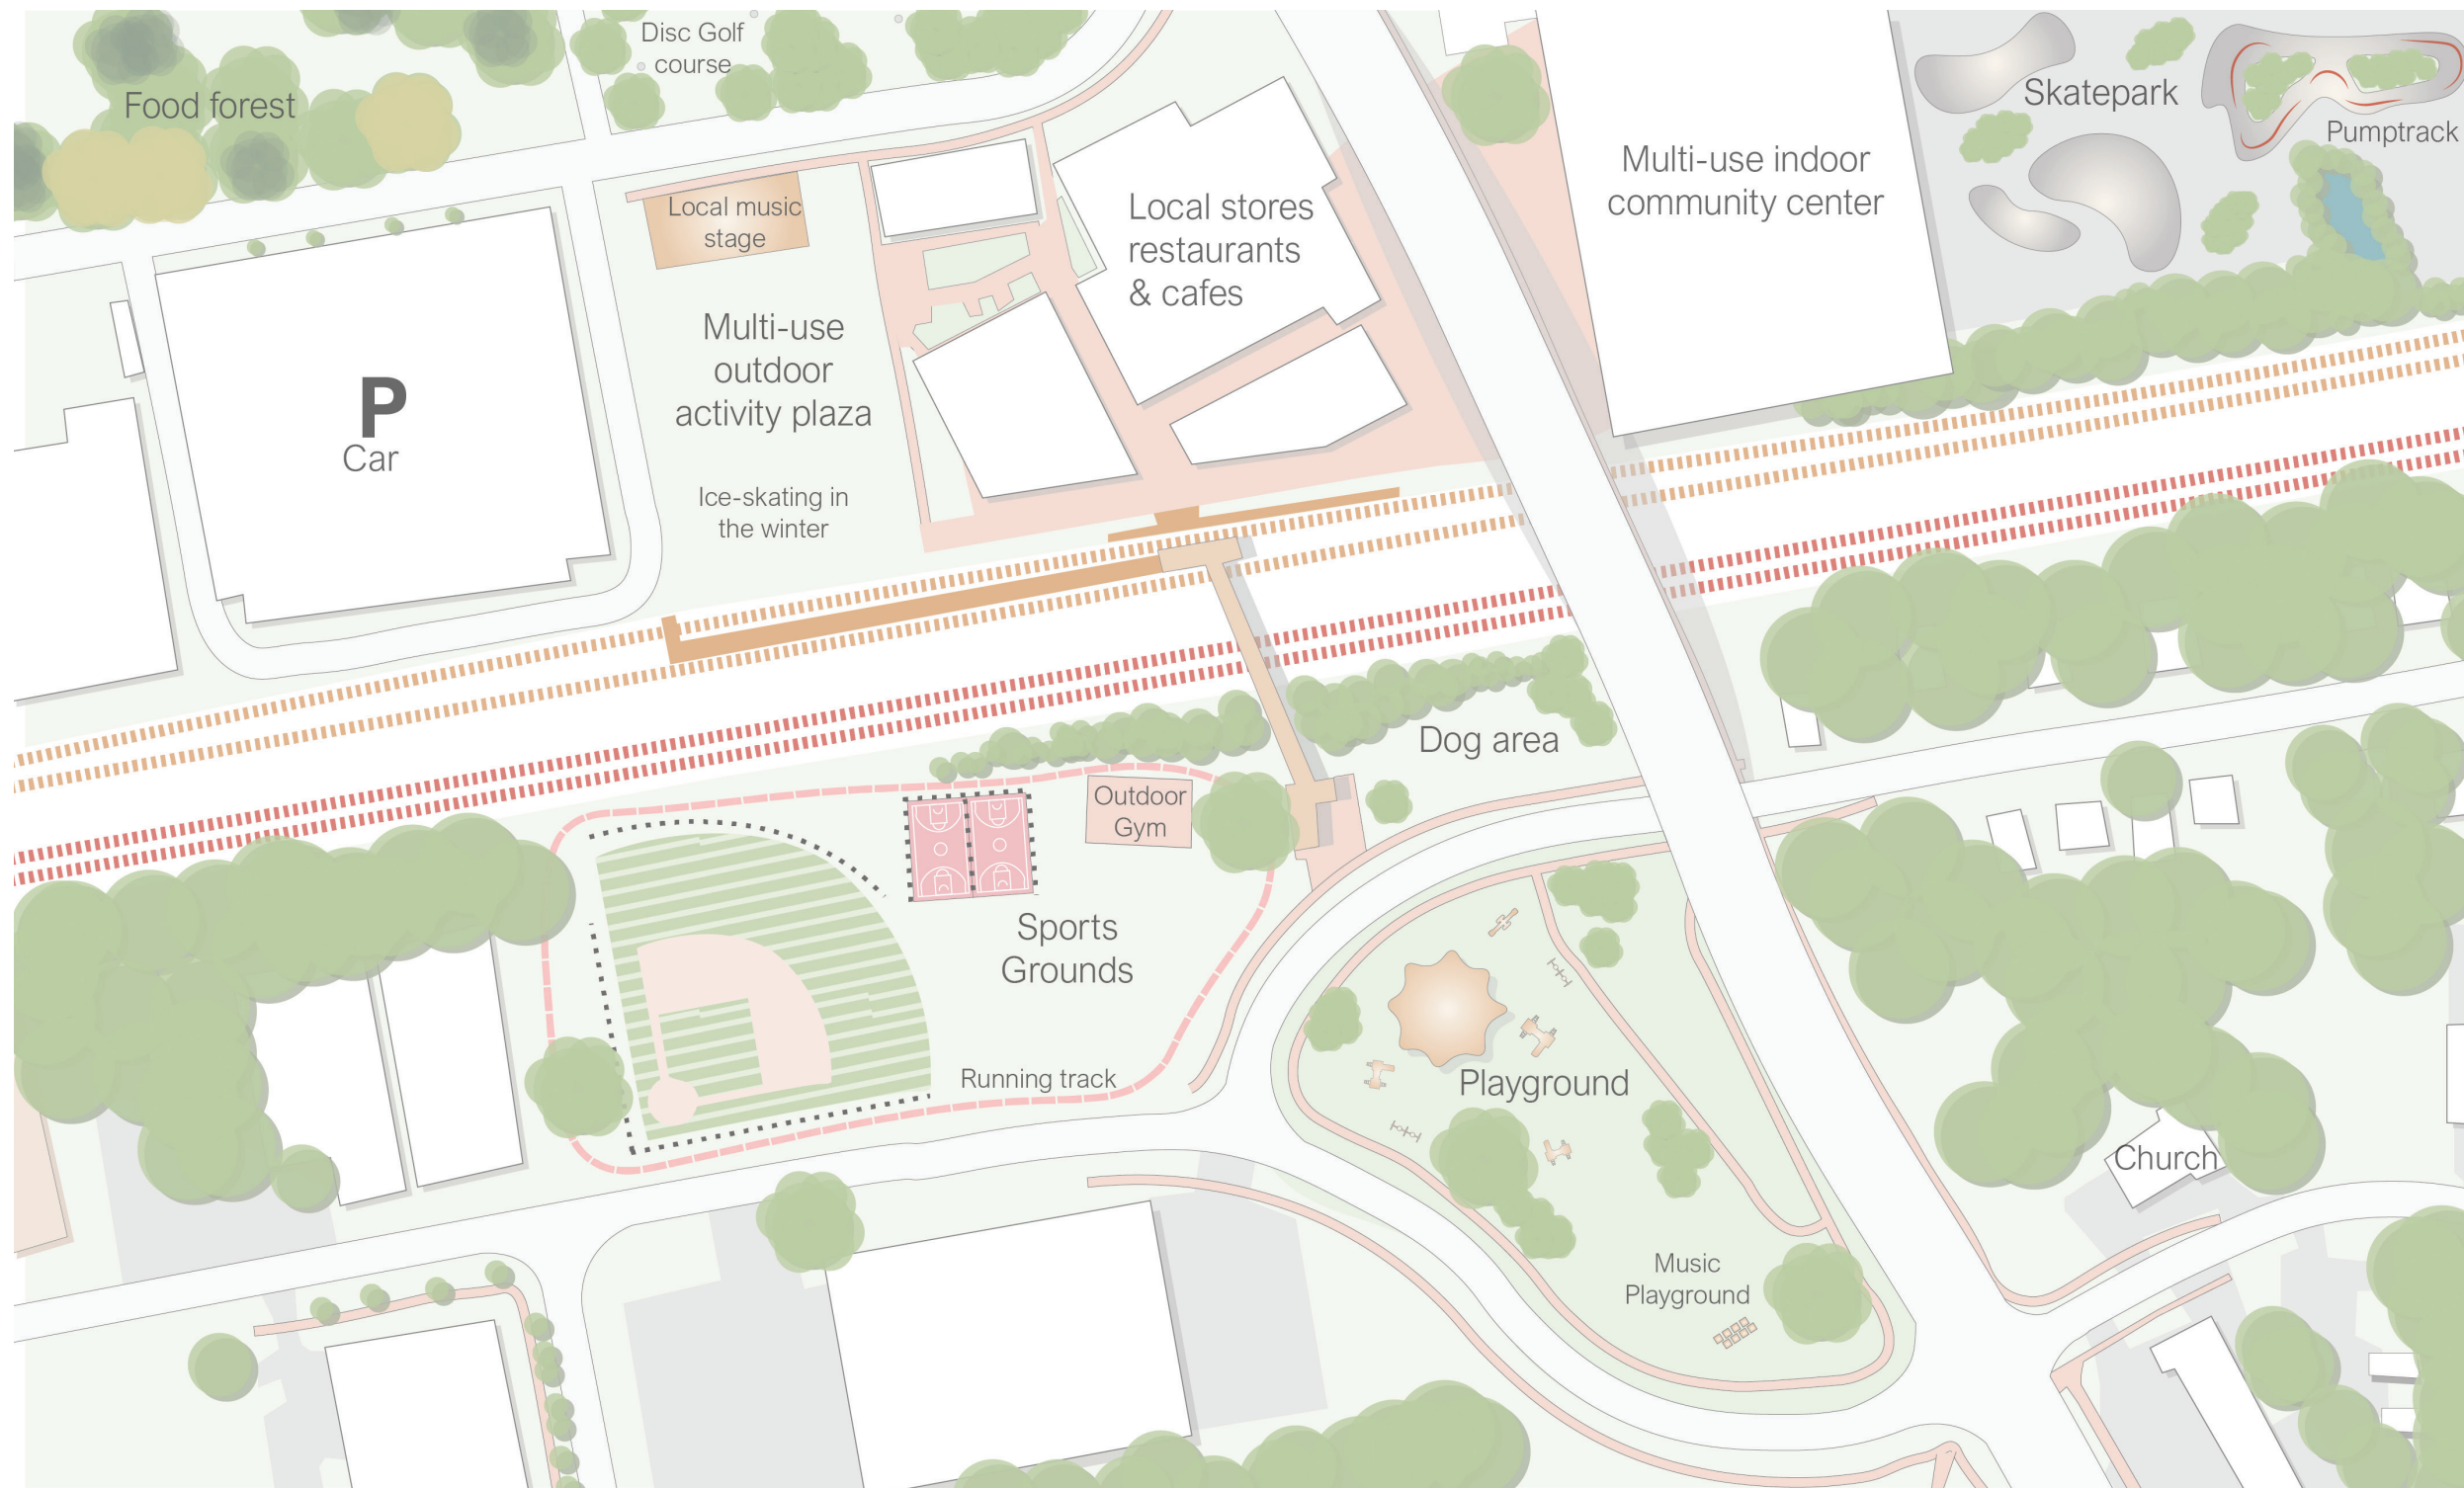 Disc Golf
course
Food forest
Skatepark
Pumptrack
Multi-use indoor
community center
Local music
stage
Local stores
restaurants
& cafes
Multi-use
outdoor
activity plaza
P
Car
Ice-skating in
the winter
Dog area
Outdoor
Gym
Sports
Grounds
Running track
Playground
Church
Music
Playground